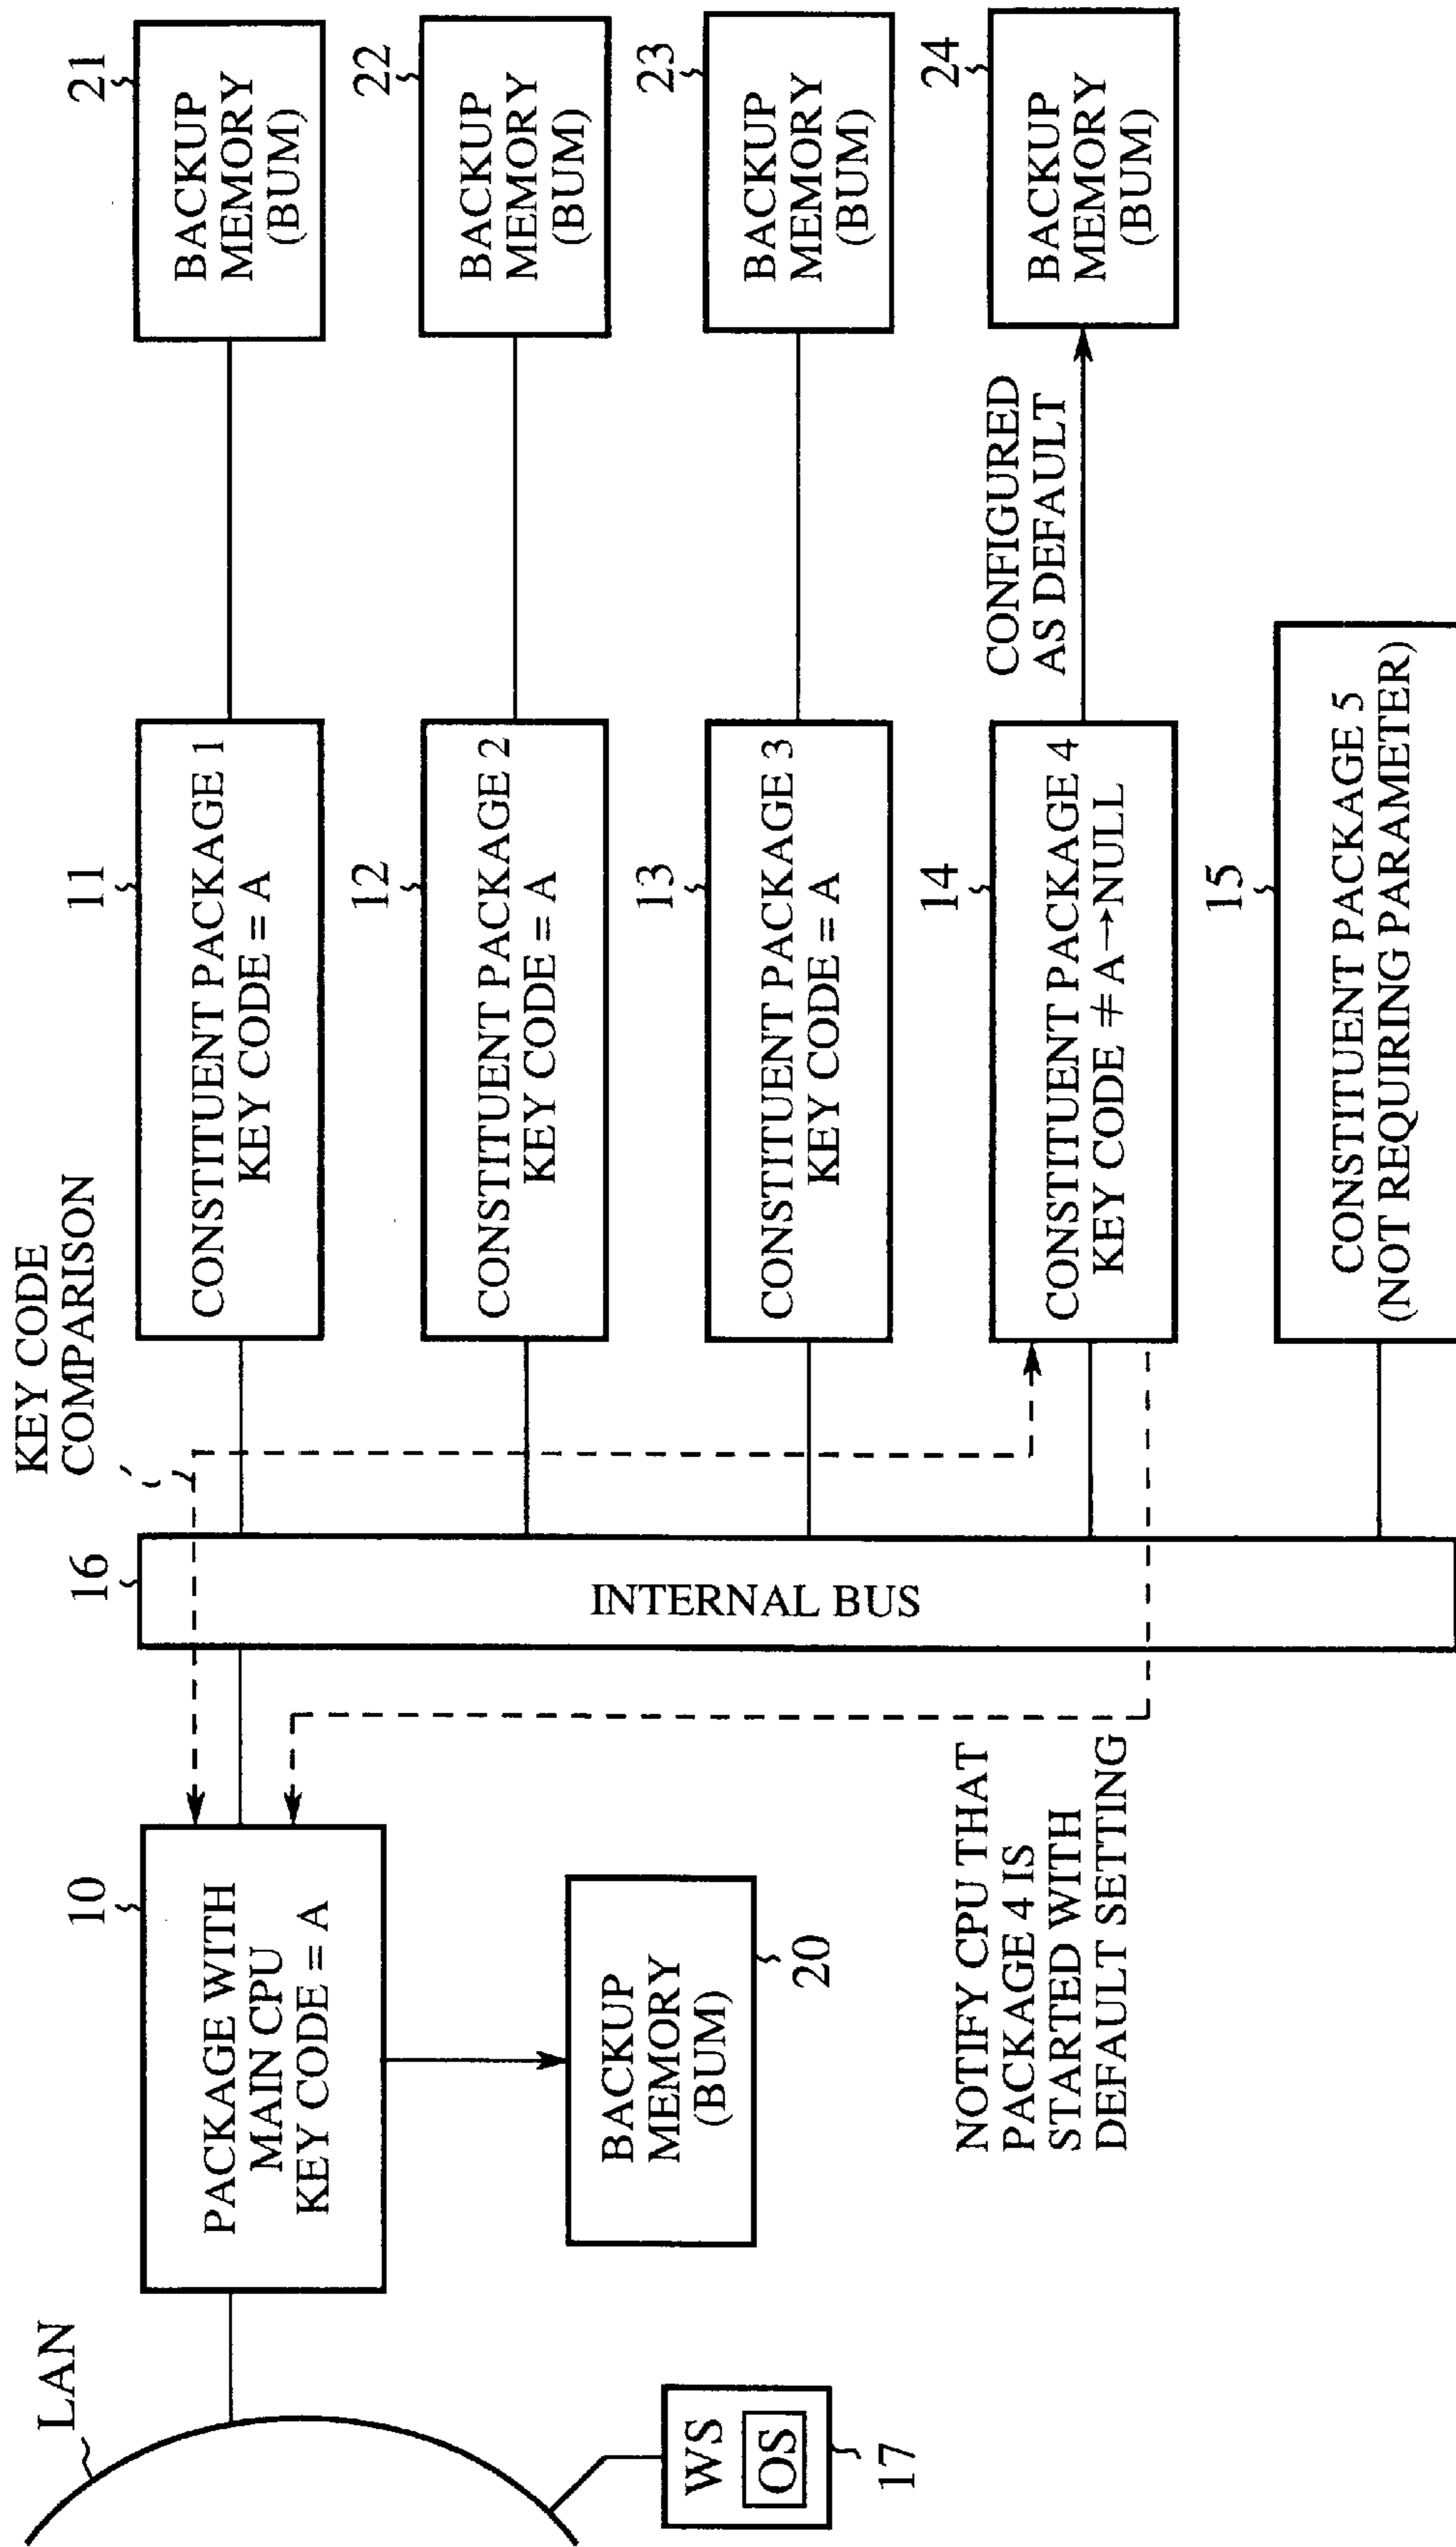 LAN
WS
OS
17
10
PACKAGE WITH
MAIN CPU
KEY CODE = A
BACKUP
MEMORY
(BUM)
20
NOTIFY CPU THAT
PACKAGE 4 IS
STARTED WITH
DEFAULT SETTING
16
INTERNAL BUS
KEY CODE
COMPARISON
11
CONSTITUENT PACKAGE 1
KEY CODE = A
12
CONSTITUENT PACKAGE 2
KEY CODE = A
13
CONSTITUENT PACKAGE 3
KEY CODE = A
14
CONSTITUENT PACKAGE 4
KEY CODE ≠ A→NULL
15
CONSTITUENT PACKAGE 5
(NOT REQUIRING PARAMETER)
CONFIGURED
AS DEFAULT
21
BACKUP
MEMORY
(BUM)
22
BACKUP
MEMORY
(BUM)
23
BACKUP
MEMORY
(BUM)
24
BACKUP
MEMORY
(BUM)